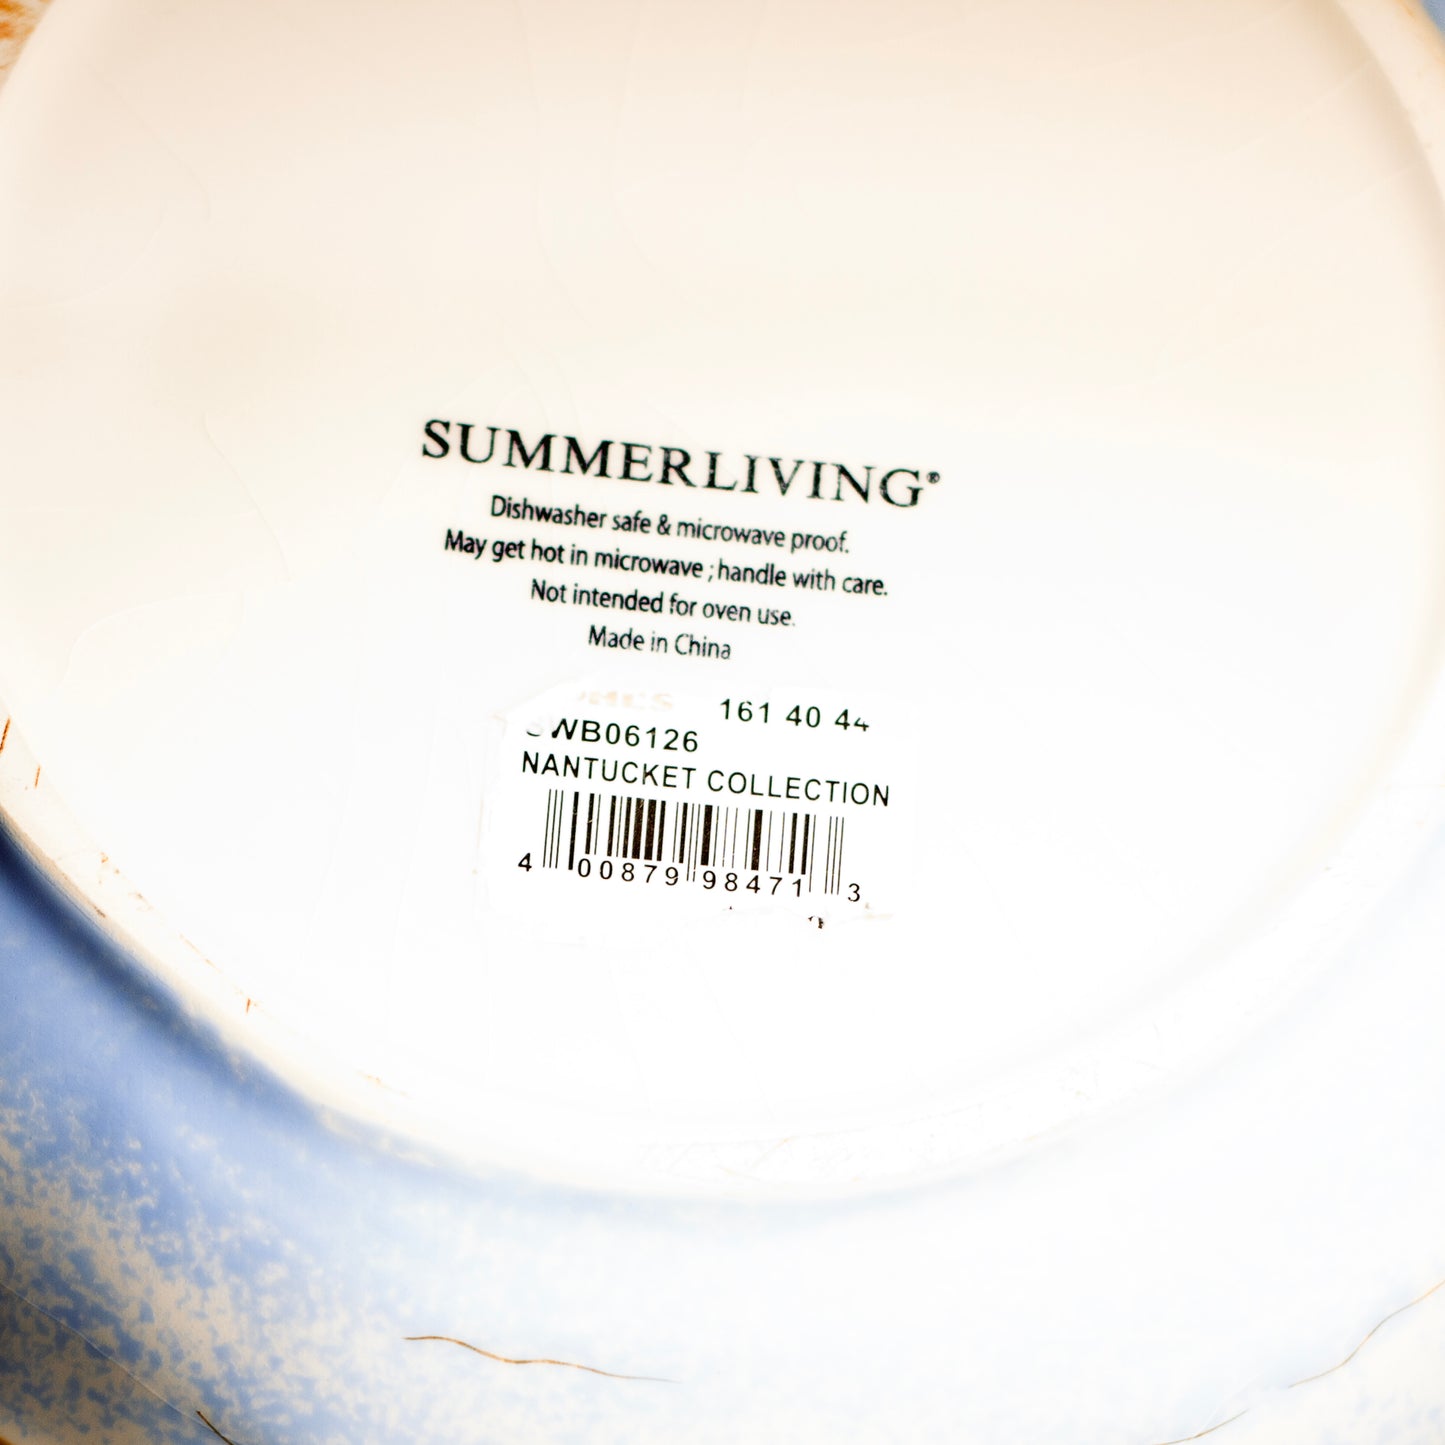 SUMMERLIVING®
Dishwasher safe & microwave proof.
May get hot in microwave ; handle with care.
Not intended for oven use.
Made in China
161 40 44
SWB06126
NANTUCKET COLLECTION
4 00879 98471 3